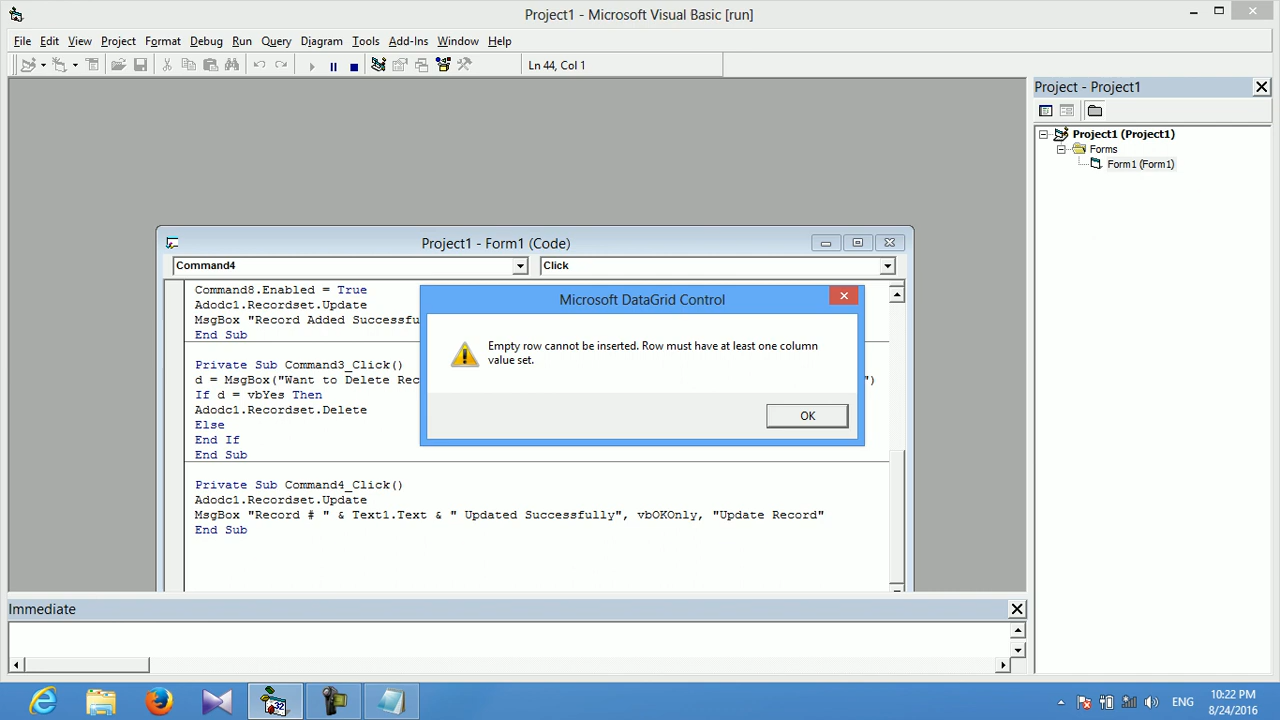 Project1 - Microsoft Visual Basic [run]
File Edit View Project Format Debug Run Query Diagram Tools Add-Ins Window Help
Ln 44, Col 1
Project - Project1
Project1 (Project1)
Forms
Form1 (Form1)
Project1 - Form1 (Code)
Command4
Click
Command8.Enabled = True
Adodc1.Recordset.Update
MsgBox "Record Added Successfu
End Sub
Private Sub Command3_Click()
d = MsgBox("Want to Delete Rec ")
If d = vbYes Then
Adodc1.Recordset.Delete
Else
End If
End Sub
Private Sub Command4_Click()
Adodc1.Recordset.Update
MsgBox "Record # " & Text1.Text & " Updated Successfully", vbOKOnly, "Update Record"
End Sub
Microsoft DataGrid Control
Empty row cannot be inserted. Row must have at least one column
value set.
OK
Immediate
32
ENG
10:22 PM
8/24/2016